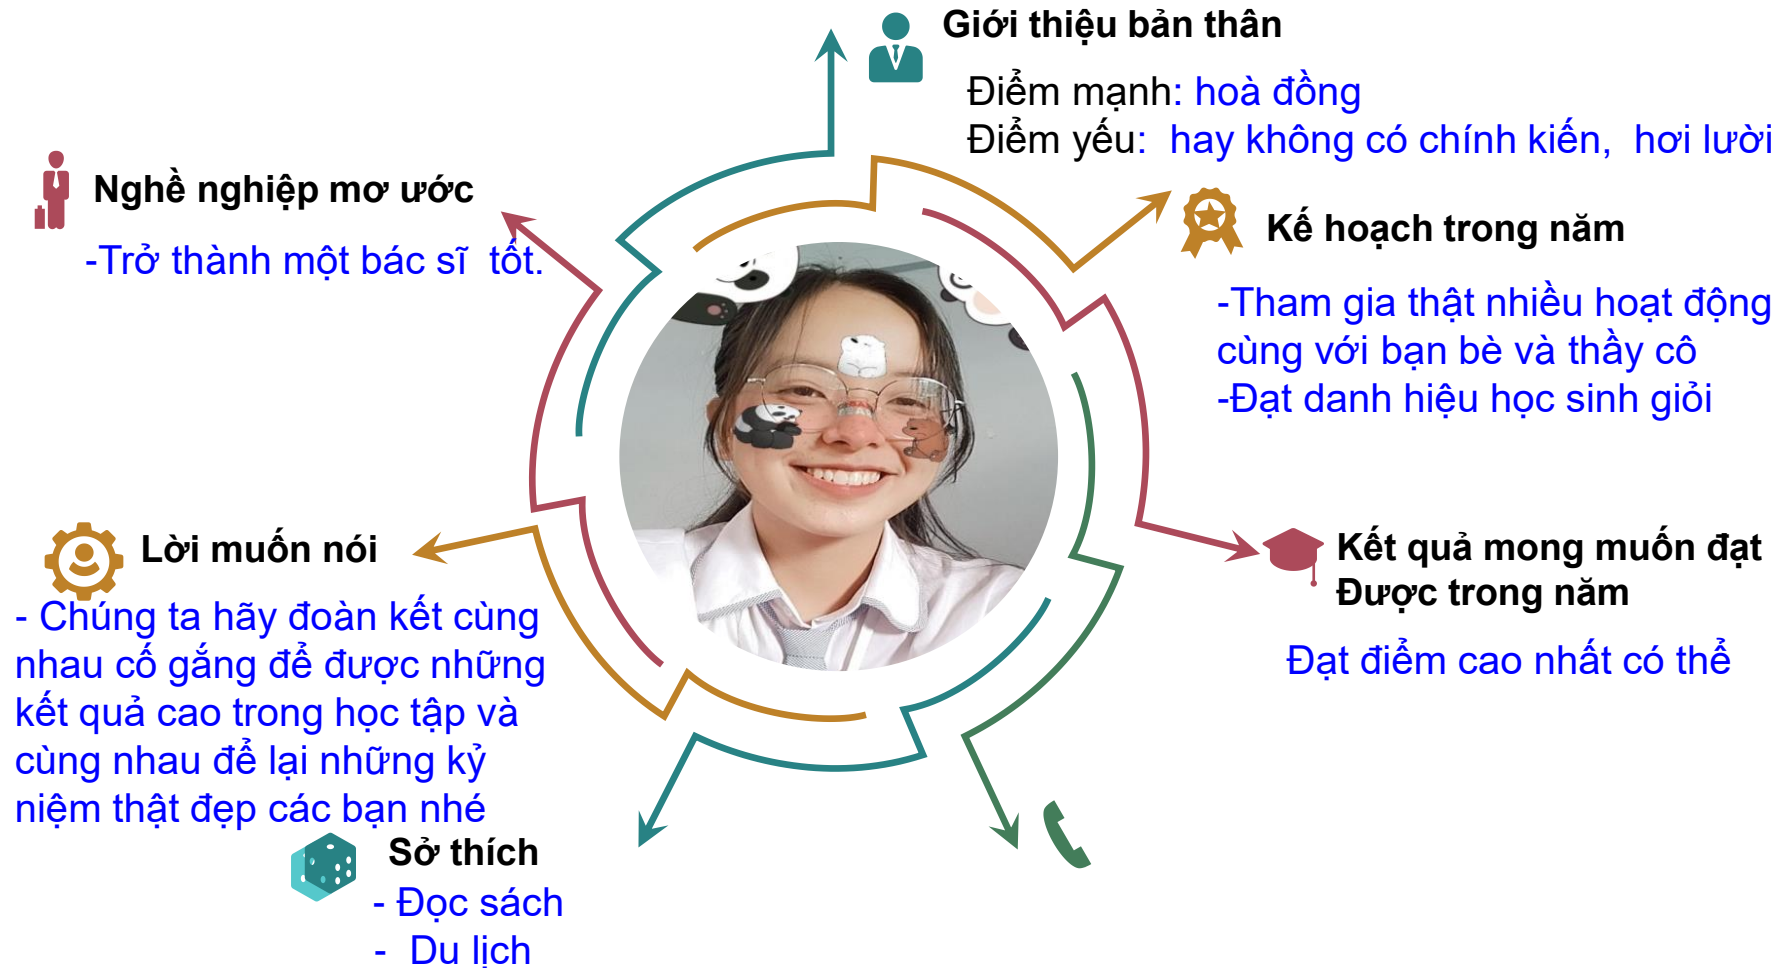 Giới thiệu bản thân
Điểm mạnh: hoà đồng
Điểm yếu: hay không có chính kiến, hơi lười
Nghề nghiệp mơ ước
-Trở thành một bác sĩ tốt.
Kế hoạch trong năm
-Tham gia thật nhiều hoạt động
cùng với bạn bè và thầy cô
-Đạt danh hiệu học sinh giỏi
Kết quả mong muốn đạt
Được trong năm
Đạt điểm cao nhất có thể
Lời muốn nói
- Chúng ta hãy đoàn kết cùng
nhau cố gắng để được những
kết quả cao trong học tập và
cùng nhau để lại những kỷ
niệm thật đẹp các bạn nhé
Sở thích
- Đọc sách
- Du lịch